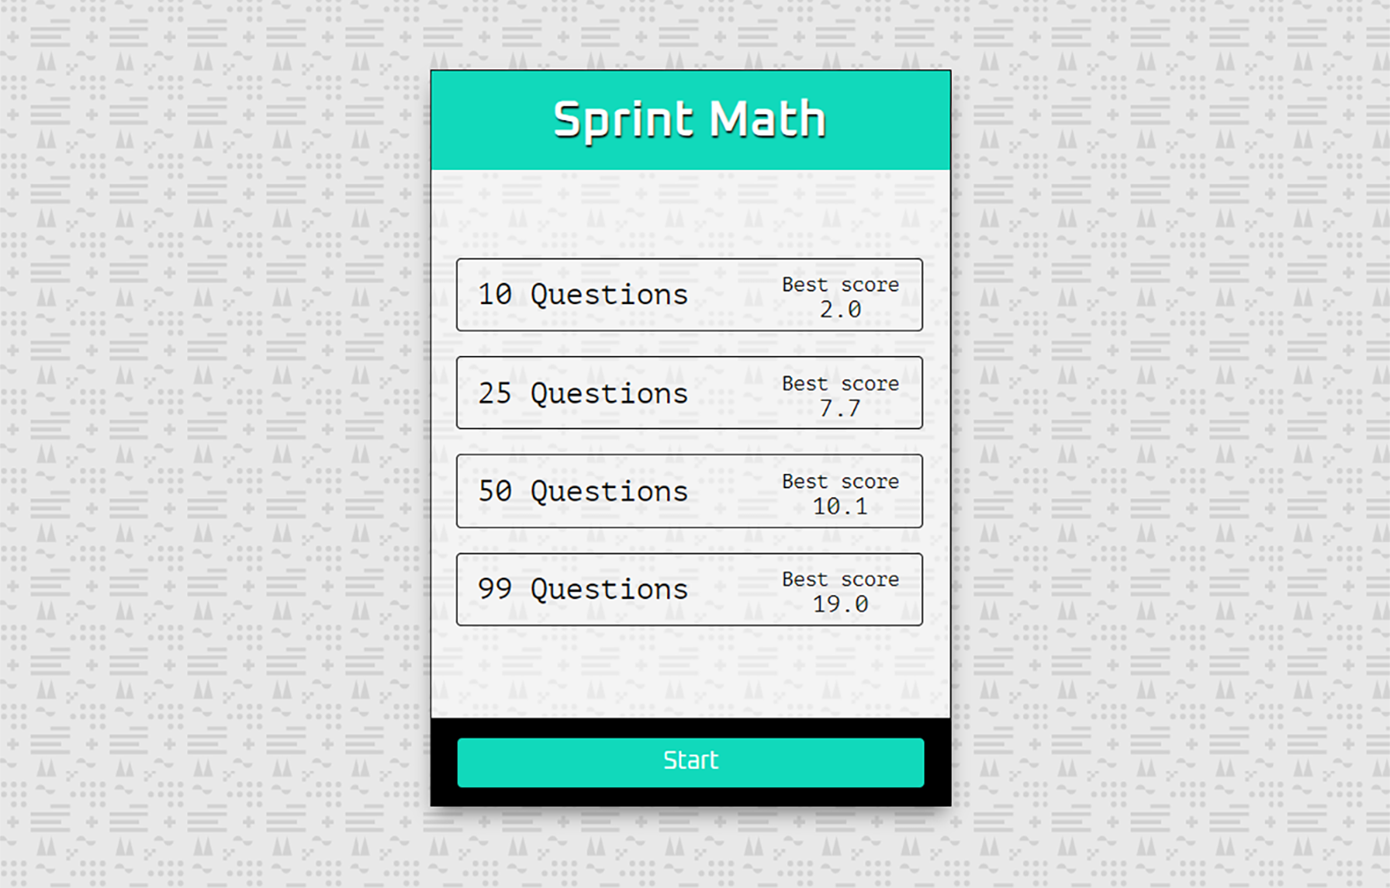 Sprint Math
10 Questions
Best score
2.0
25 Questions
Best score
7.7
50 Questions
Best score
10.1
99 Questions
Best score
19.0
Start